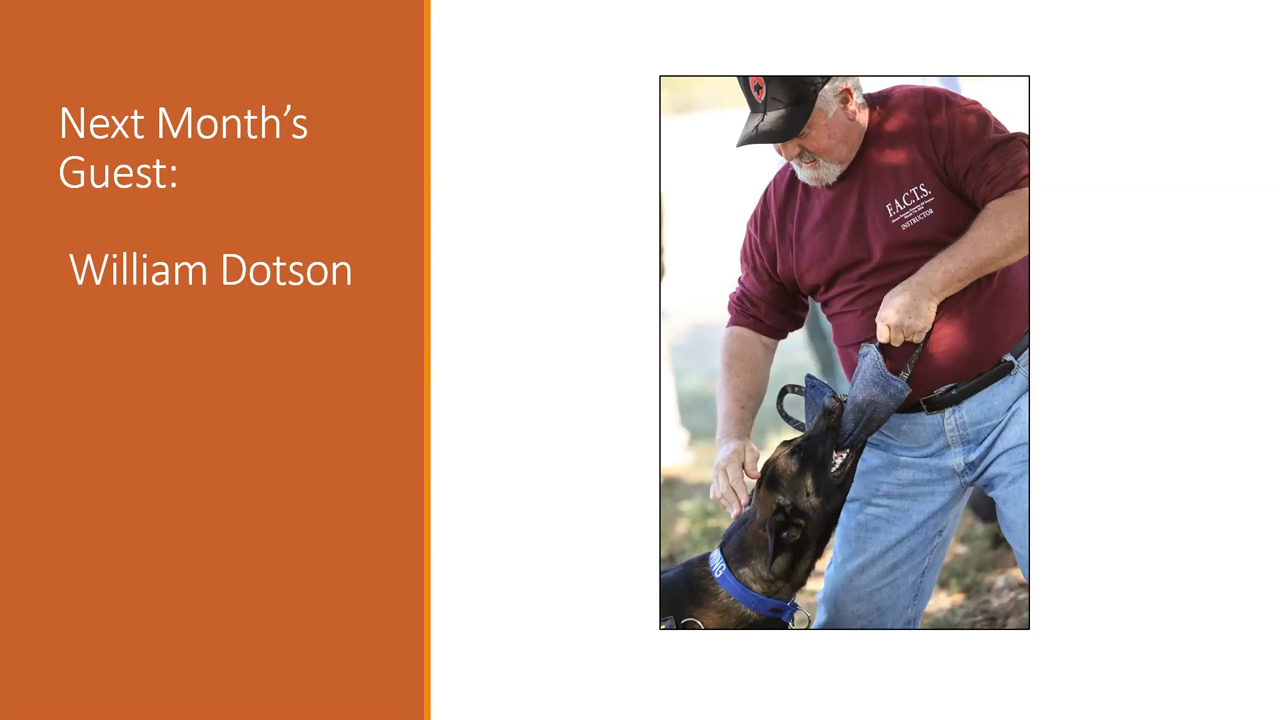 Next Month’s
Guest:
William Dotson
F.A.C.T.S.
INSTRUCTOR